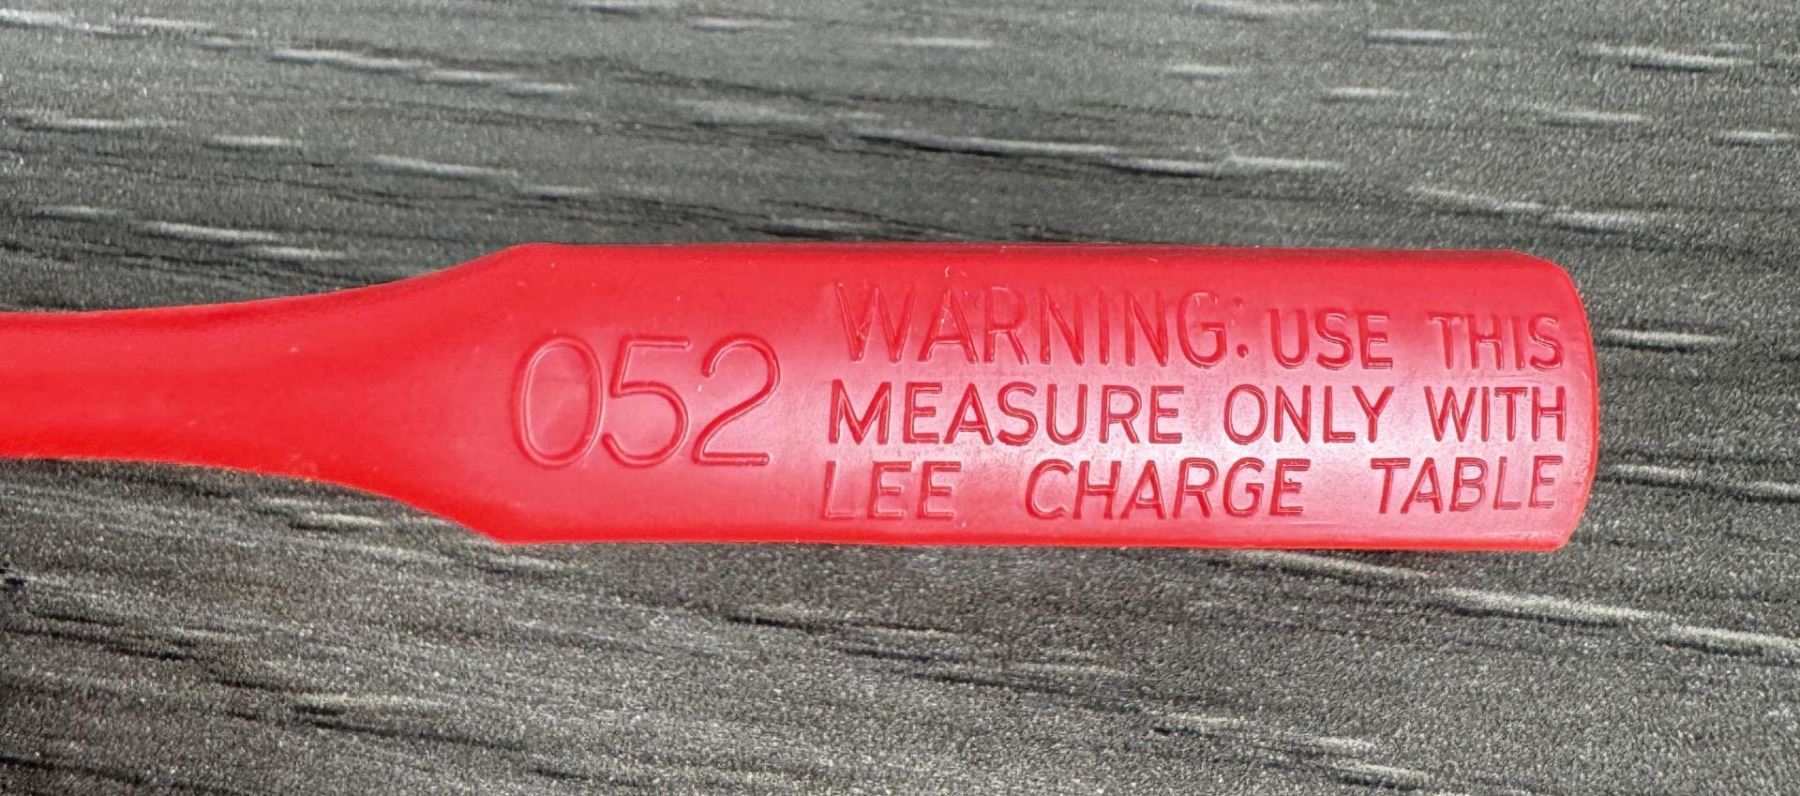 052
WARNING: USE THIS
MEASURE ONLY WITH
LEE CHARGE TABLE